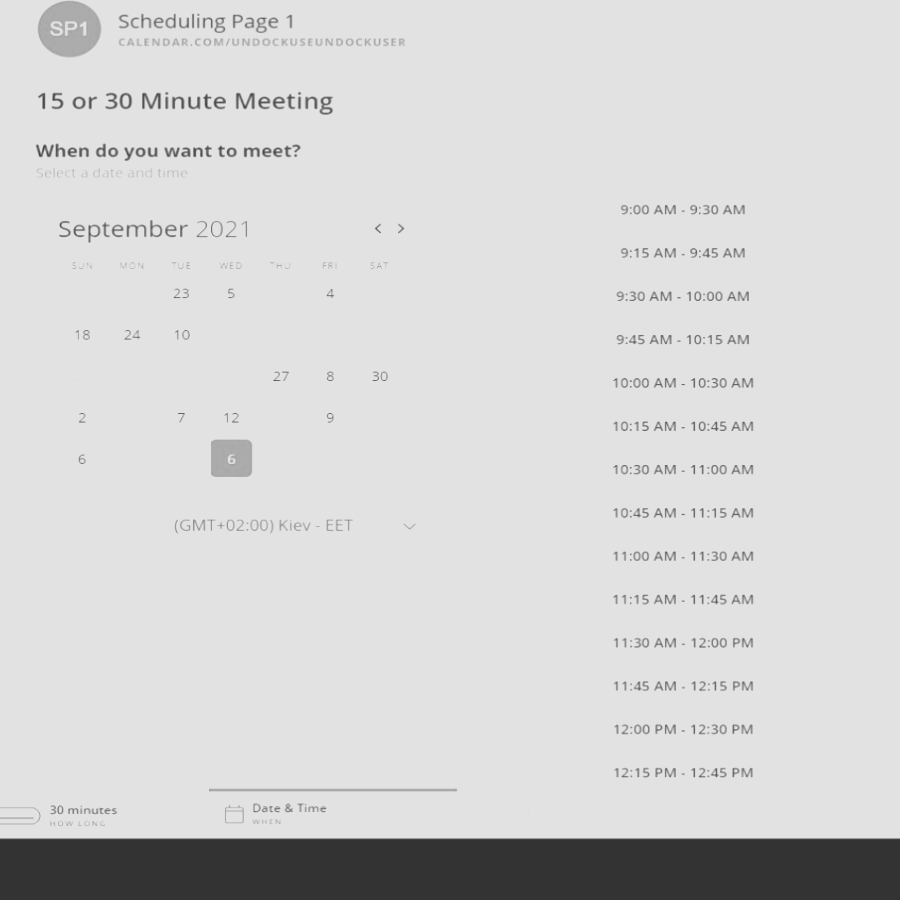 SP1
Scheduling Page 1
CALENDAR.COM/UNDOCKUSEUNDOCKUSER
15 or 30 Minute Meeting
When do you want to meet?
Select a date and time
September 2021 < >
SUN MON TUE WED THU FRI SAT
23 5 4
18 24 10
27 8 30
2 7 12 9
6 6
(GMT+02:00) Kiev - EET
9:00 AM - 9:30 AM
9:15 AM - 9:45 AM
9:30 AM - 10:00 AM
9:45 AM - 10:15 AM
10:00 AM - 10:30 AM
10:15 AM - 10:45 AM
10:30 AM - 11:00 AM
10:45 AM - 11:15 AM
11:00 AM - 11:30 AM
11:15 AM - 11:45 AM
11:30 AM - 12:00 PM
11:45 AM - 12:15 PM
12:00 PM - 12:30 PM
12:15 PM - 12:45 PM
30 minutes
HOW LONG
Date & Time
WHEN